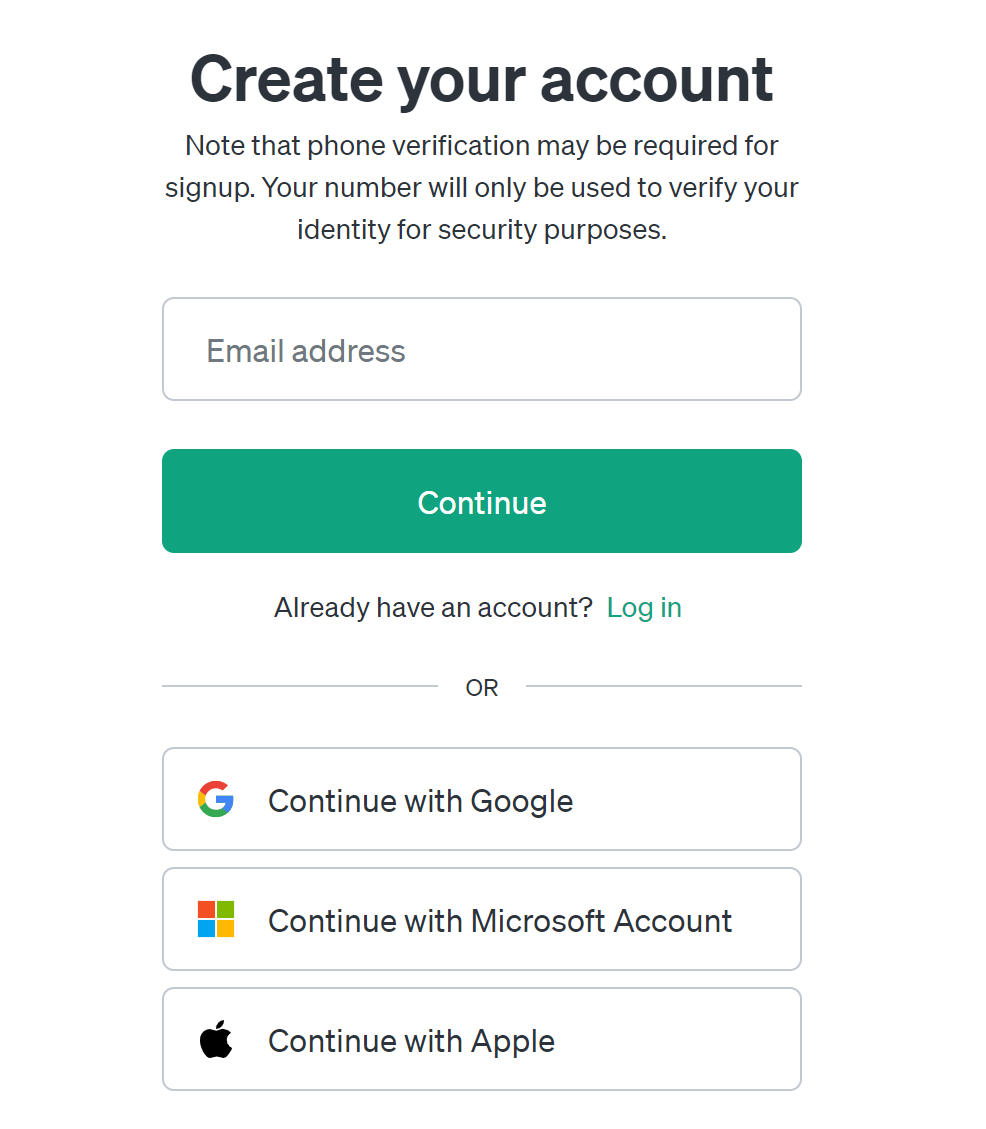 Create your account
Note that phone verification may be required for
signup. Your number will only be used to verify your
identity for security purposes.
Email address
Continue
Already have an account? Log in
OR
Continue with Google
Continue with Microsoft Account
Continue with Apple